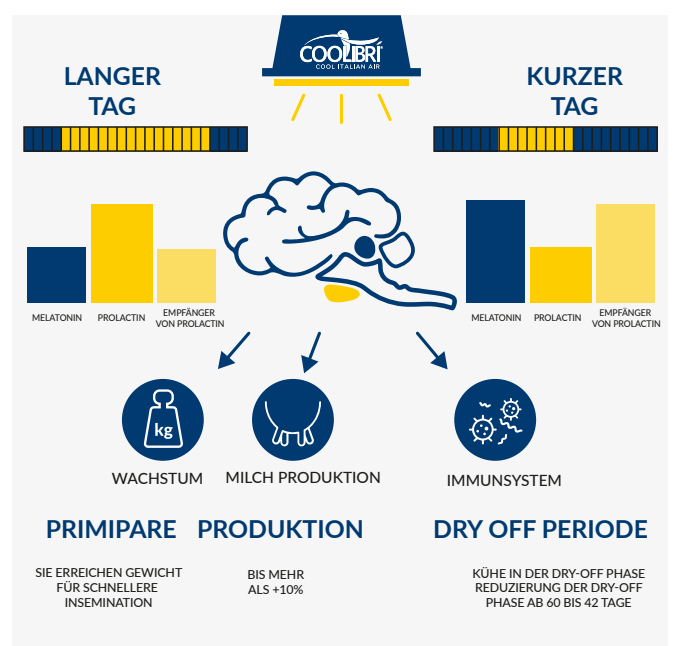 COOLIBRÌ
COOL ITALIAN AIR
LANGER
TAG
KURZER
TAG
MELATONIN
PROLACTIN
EMPFÄNGER
VON PROLACTIN
MELATONIN
PROLACTIN
EMPFÄNGER
VON PROLACTIN
kg
WACHSTUM
MILCH PRODUKTION
IMMUNSYSTEM
PRIMIPARE
PRODUKTION
DRY OFF PERIODE
SIE ERREICHEN GEWICHT
FÜR SCHNELLERE
INSEMINATION
BIS MEHR
ALS +10%
KÜHE IN DER DRY-OFF PHASE
REDUZIERUNG DER DRY-OFF
PHASE AB 60 BIS 42 TAGE